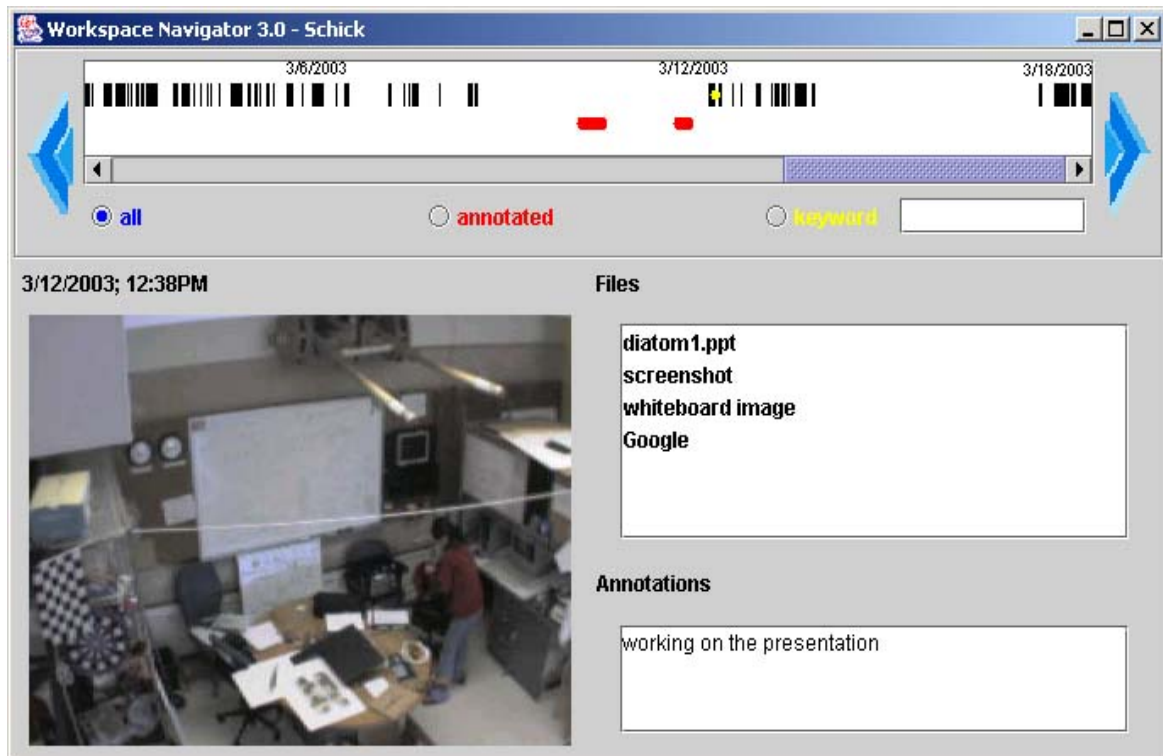 Workspace Navigator 3.0 - Schick
3/6/2003 3/12/2003 3/18/2003
all annotated keyword
3/12/2003; 12:38PM
Files
diatom1.ppt
screenshot
whiteboard image
Google
Annotations
working on the presentation